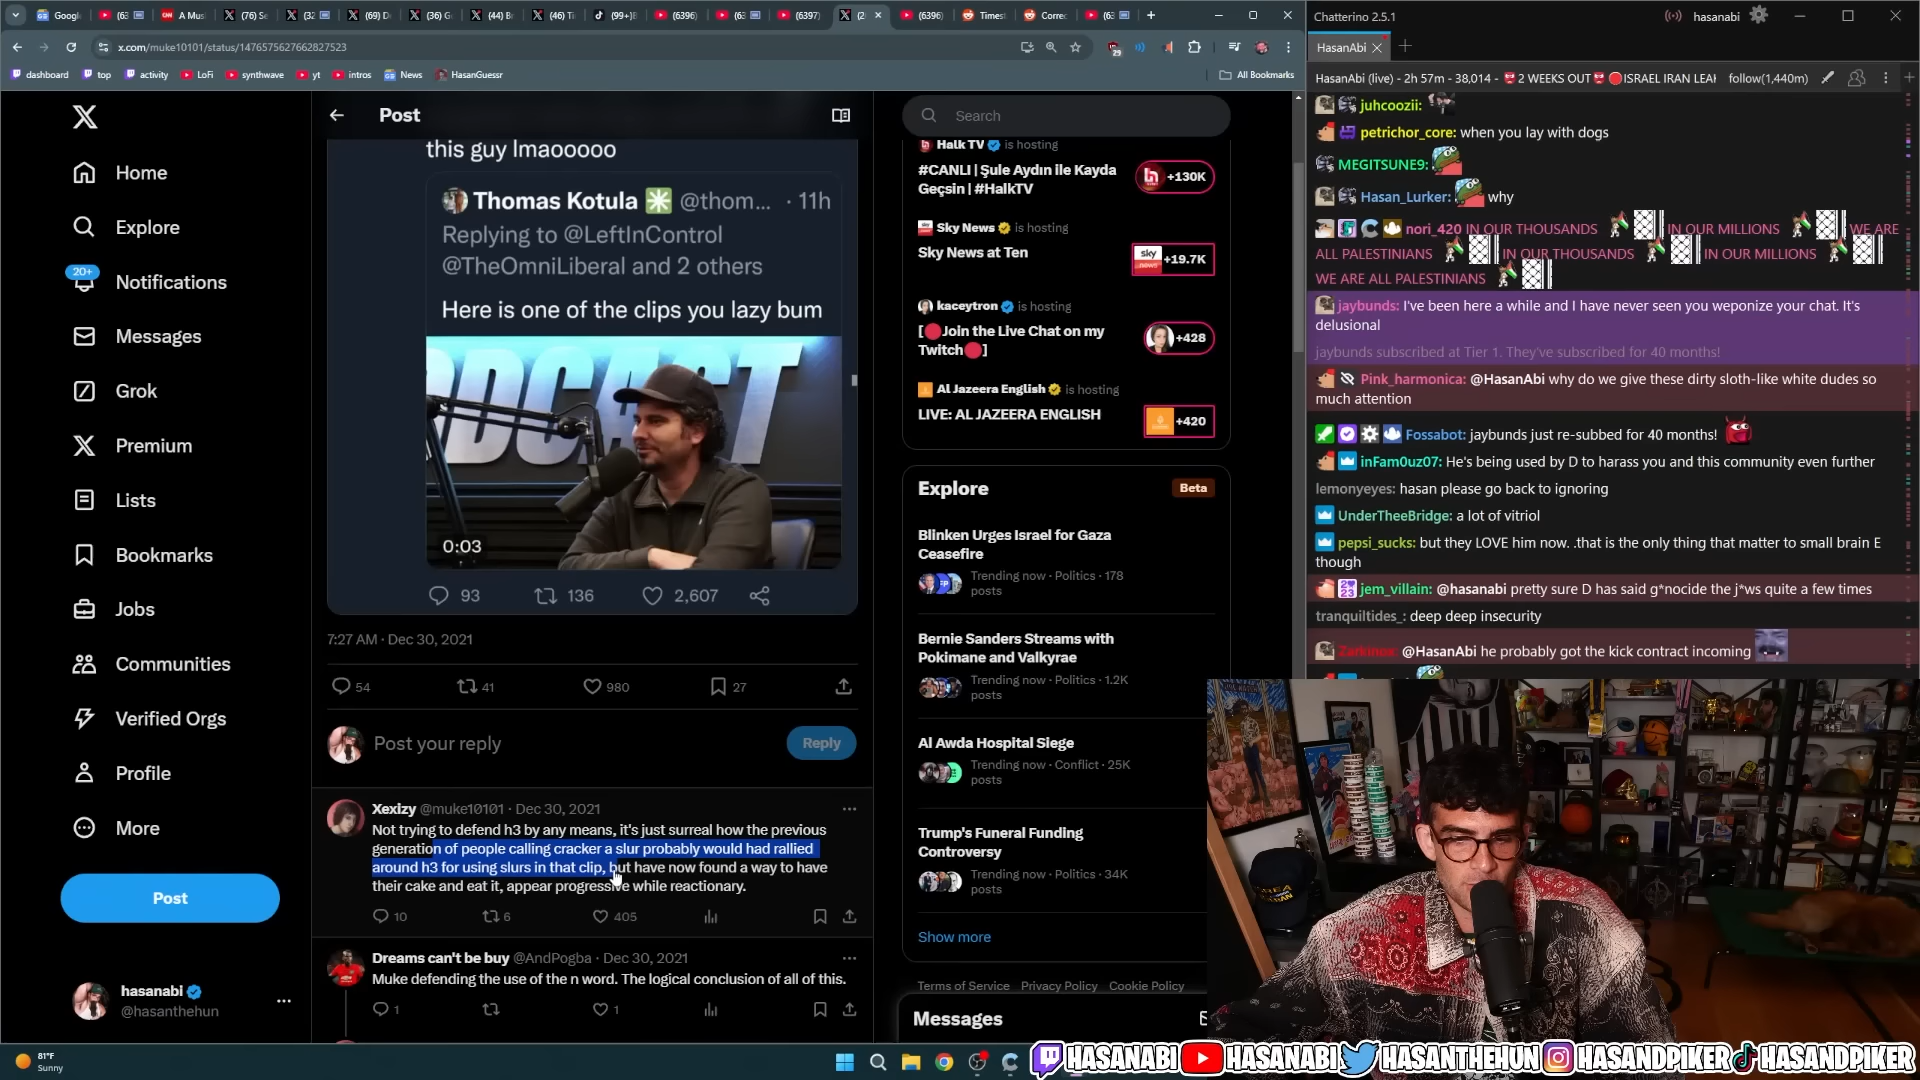 Google
x.com/muke10101/status/1476575627662827523
dashboard
top
activity
LoFi
synthwave
yt
intros
News
HasanGuessr
All Bookmarks
X
Home
Explore
20+
Notifications
Messages
Grok
Premium
Lists
Bookmarks
Jobs
Communities
Verified Orgs
Profile
More
Post
hasanabi
@hasanthehun
81°F
Sunny
Post
this guy lmaooooo
Thomas Kotula @thom... · 11h
Replying to @LeftInControl
@TheOmniLiberal and 2 others
Here is one of the clips you lazy bum
0:03
93 136 2,607
7:27 AM · Dec 30, 2021
54 41 980 27
Post your reply
Reply
Xexizy @muke10101 · Dec 30, 2021
Not trying to defend h3 by any means, it's just surreal how the previous
generation of people calling cracker a slur probably would had rallied
around h3 for using slurs in that clip, but have now found a way to have
their cake and eat it, appear progressive while reactionary.
10 6 405
Dreams can't be buy @AndPogba · Dec 30, 2021
Muke defending the use of the n word. The logical conclusion of all of this.
1 1
Search
Halk TV is hosting
#CANLI | Şule Aydın ile Kayda
Geçsin | #HalkTV
+130K
Sky News is hosting
Sky News at Ten
+19.7K
kaceytron is hosting
[🔴Join the Live Chat on my
Twitch🔴]
+428
Al Jazeera English is hosting
LIVE: AL JAZEERA ENGLISH
+420
Explore
Beta
Blinken Urges Israel for Gaza
Ceasefire
Trending now · Politics · 178
posts
Bernie Sanders Streams with
Pokimane and Valkyrae
Trending now · Politics · 1.2K
posts
Al Awda Hospital Siege
Trending now · Conflict · 25K
posts
Trump's Funeral Funding
Controversy
Trending now · Politics · 34K
posts
Show more
Terms of Service Privacy Policy Cookie Policy
Messages
Chatterino 2.5.1
hasanabi
HasanAbi
HasanAbi (live) - 2h 57m - 38,014 - 2 WEEKS OUT ISRAEL IRAN LEAK follow(1,440m)
juhcoozii:
petrichor_core: when you lay with dogs
MEGITSUNE9:
Hasan_Lurker: why
nori_420 IN OUR THOUSANDS IN OUR MILLIONS WE ARE
ALL PALESTINIANS IN OUR THOUSANDS IN OUR MILLIONS
WE ARE ALL PALESTINIANS
jaybunds: I've been here a while and I have never seen you weponize your chat. It's
delusional
jaybunds subscribed at Tier 1. They've subscribed for 40 months!
Pink_harmonica: @HasanAbi why do we give these dirty sloth-like white dudes so
much attention
Fossabot: jaybunds just re-subbed for 40 months!
inFam0uz07: He's being used by D to harass you and this community even further
lemonyeyes: hasan please go back to ignoring
UnderTheeBridge: a lot of vitriol
pepsi_sucks: but they LOVE him now. .that is the only thing that matter to small brain E
though
jem_villain: @hasanabi pretty sure D has said g*nocide the j*ws quite a few times
tranquiltides_: deep deep insecurity
@HasanAbi he probably got the kick contract incoming
HASANABI HASANABI HASANTHEHUN HASANDPIKER HASANDPIKER